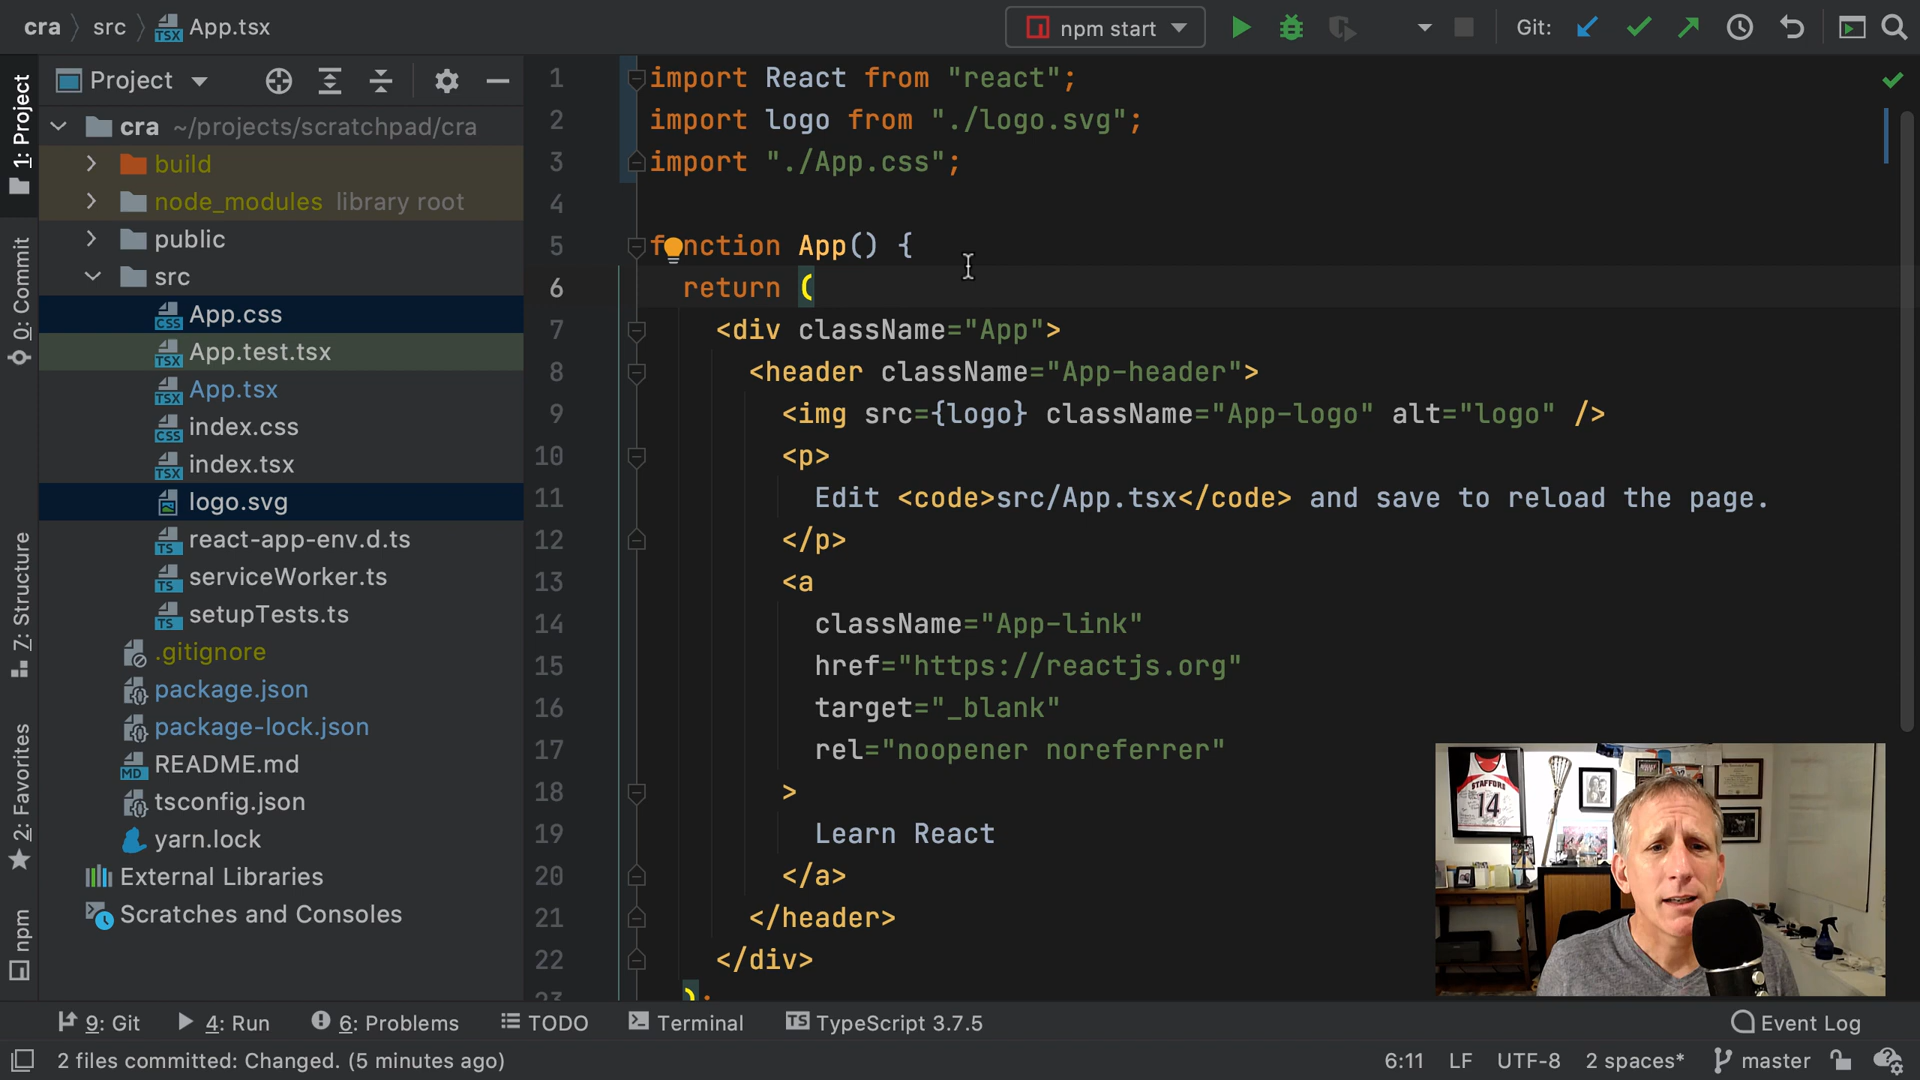 cra src App.tsx
npm start
Git:
1: Project
0: Commit
7: Structure
2: Favorites
npm
Project
cra ~/projects/scratchpad/cra
build
node_modules library root
public
src
App.css
App.test.tsx
App.tsx
index.css
index.tsx
logo.svg
react-app-env.d.ts
serviceWorker.ts
setupTests.ts
.gitignore
package.json
package-lock.json
README.md
tsconfig.json
yarn.lock
External Libraries
Scratches and Consoles
1 import React from "react";
2 import logo from "./logo.svg";
3 import "./App.css";
4
5 function App() {
6 return (
7 <div className="App">
8 <header className="App-header">
9 <img src={logo} className="App-logo" alt="logo" />
10 <p>
11 Edit <code>src/App.tsx</code> and save to reload the page.
12 </p>
13 <a
14 className="App-link"
15 href="https://reactjs.org"
16 target="_blank"
17 rel="noopener noreferrer"
18 >
19 Learn React
20 </a>
21 </header>
22 </div>
23 );
STAFFORS
14
9: Git 4: Run 6: Problems TODO Terminal TS TypeScript 3.7.5 Event Log
2 files committed: Changed. (5 minutes ago) 6:11 LF UTF-8 2 spaces* master